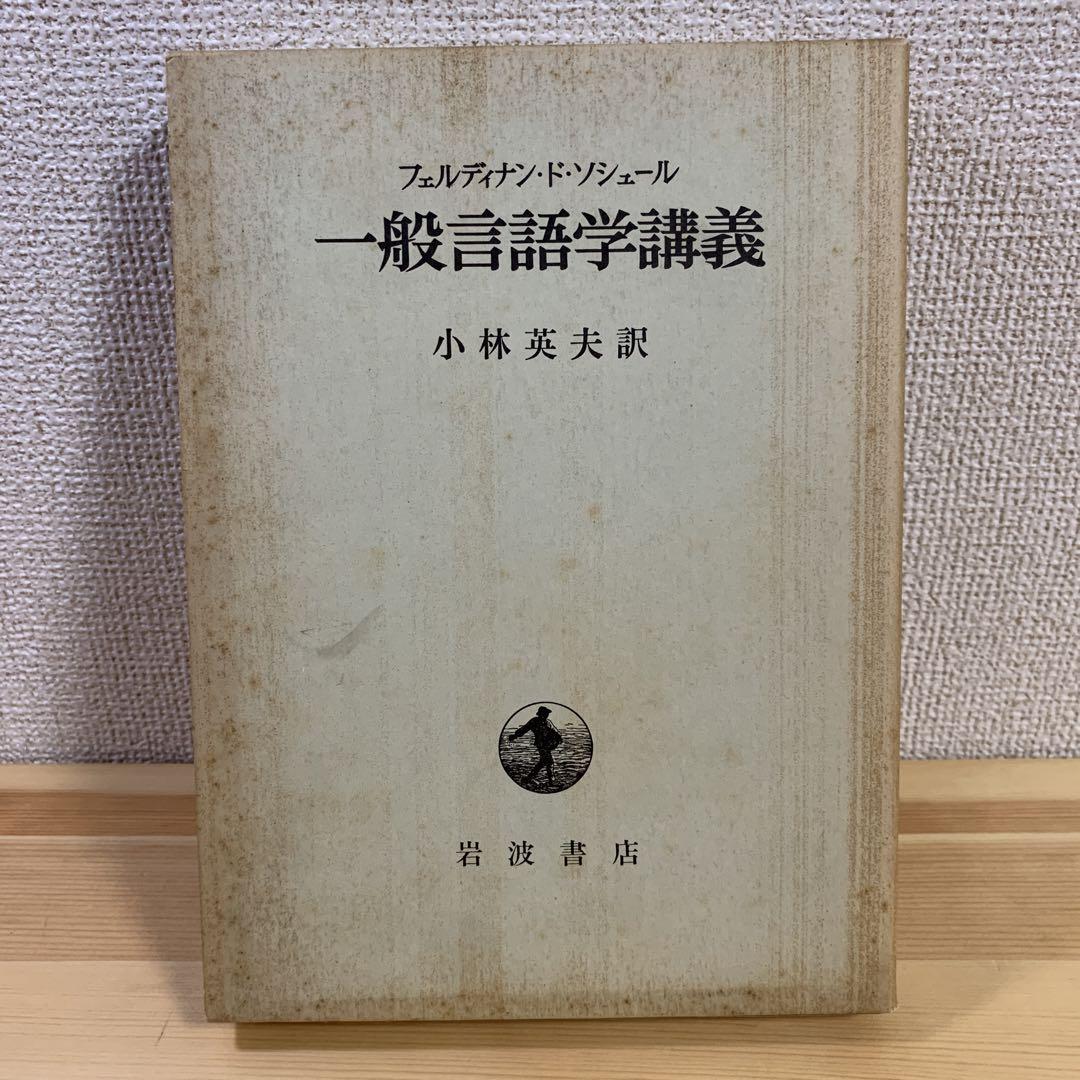 フェルディナン・ド・ソシュール
一般言語学講義
小林英夫訳
岩波書店